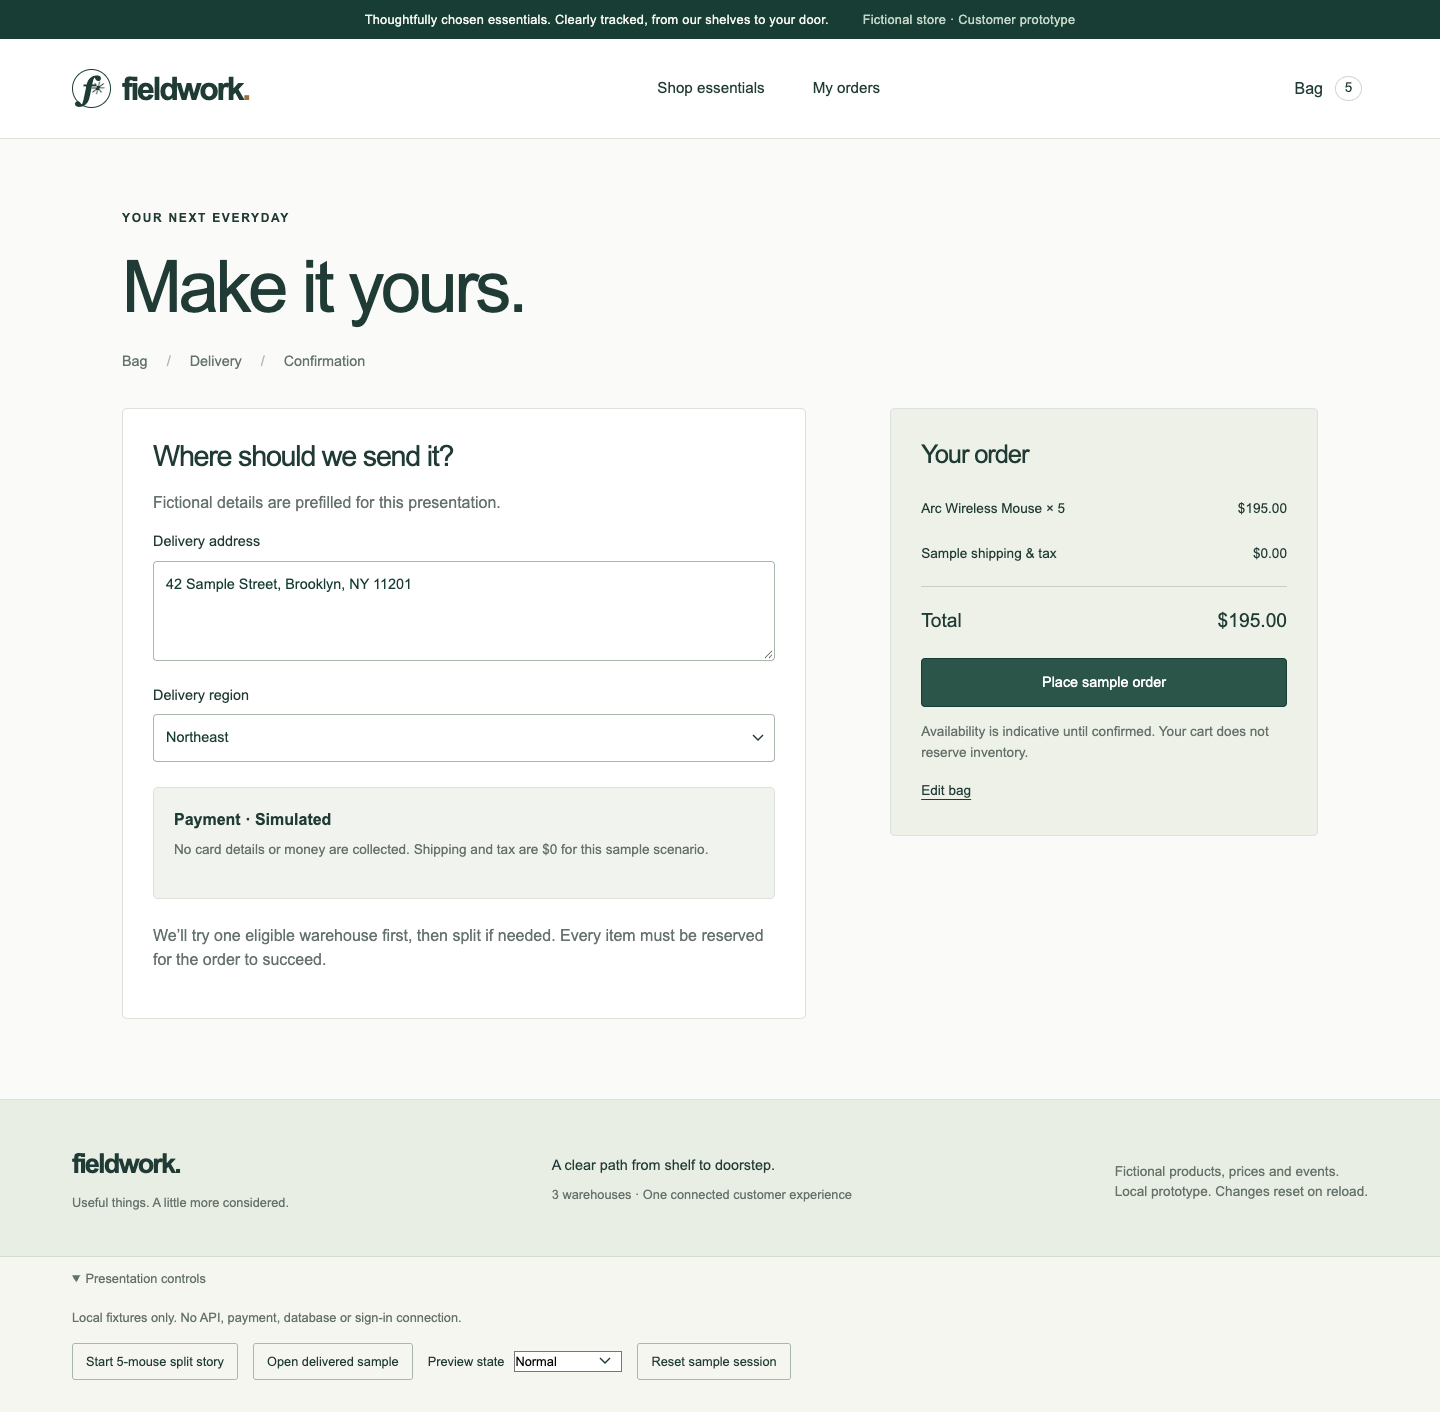 Thoughtfully chosen essentials. Clearly tracked, from our shelves to your door.
Fictional store · Customer prototype
fieldwork.
Shop essentials
My orders
Bag 5
YOUR NEXT EVERYDAY
Make it yours.
Bag / Delivery / Confirmation
Where should we send it?
Fictional details are prefilled for this presentation.
Delivery address
42 Sample Street, Brooklyn, NY 11201
Delivery region
Northeast
Payment · Simulated
No card details or money are collected. Shipping and tax are $0 for this sample scenario.
We'll try one eligible warehouse first, then split if needed. Every item must be reserved
for the order to succeed.
Your order
Arc Wireless Mouse × 5 $195.00
Sample shipping & tax $0.00
Total $195.00
Place sample order
Availability is indicative until confirmed. Your cart does not
reserve inventory.
Edit bag
fieldwork.
Useful things. A little more considered.
A clear path from shelf to doorstep.
3 warehouses · One connected customer experience
Fictional products, prices and events.
Local prototype. Changes reset on reload.
▼ Presentation controls
Local fixtures only. No API, payment, database or sign-in connection.
Start 5-mouse split story
Open delivered sample
Preview state Normal
Reset sample session